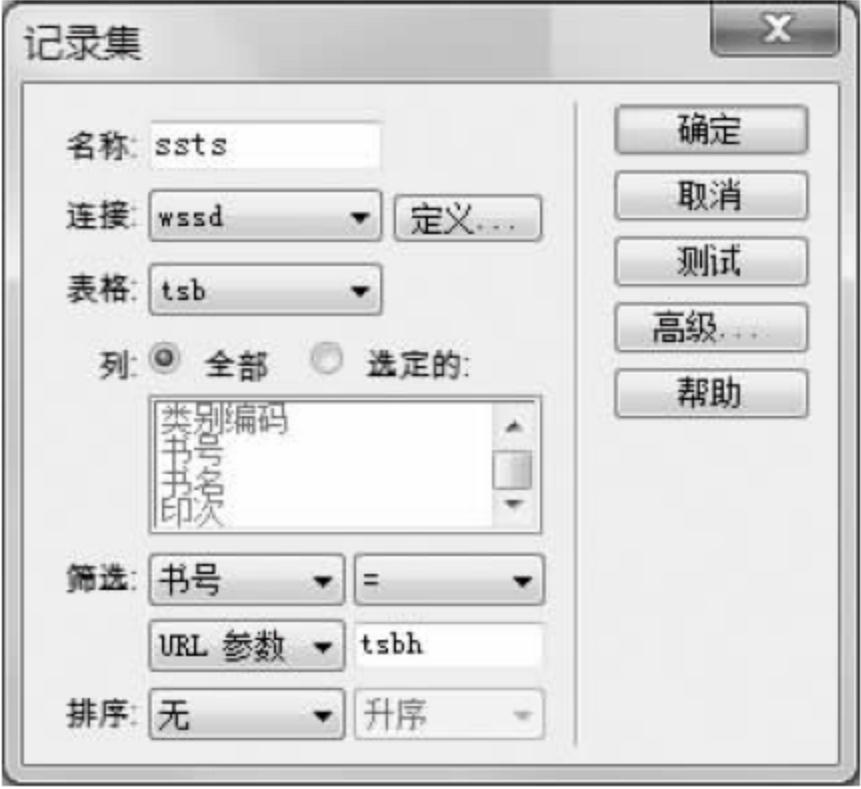 记录集
名称: ssts
连接: wssd 定义...
表格: tsb
列: 全部 选定的:
类别编码
书号
书名
印次
筛选: 书号 =
URL 参数 tsbh
排序: 无 升序
确定
取消
测试
高级...
帮助